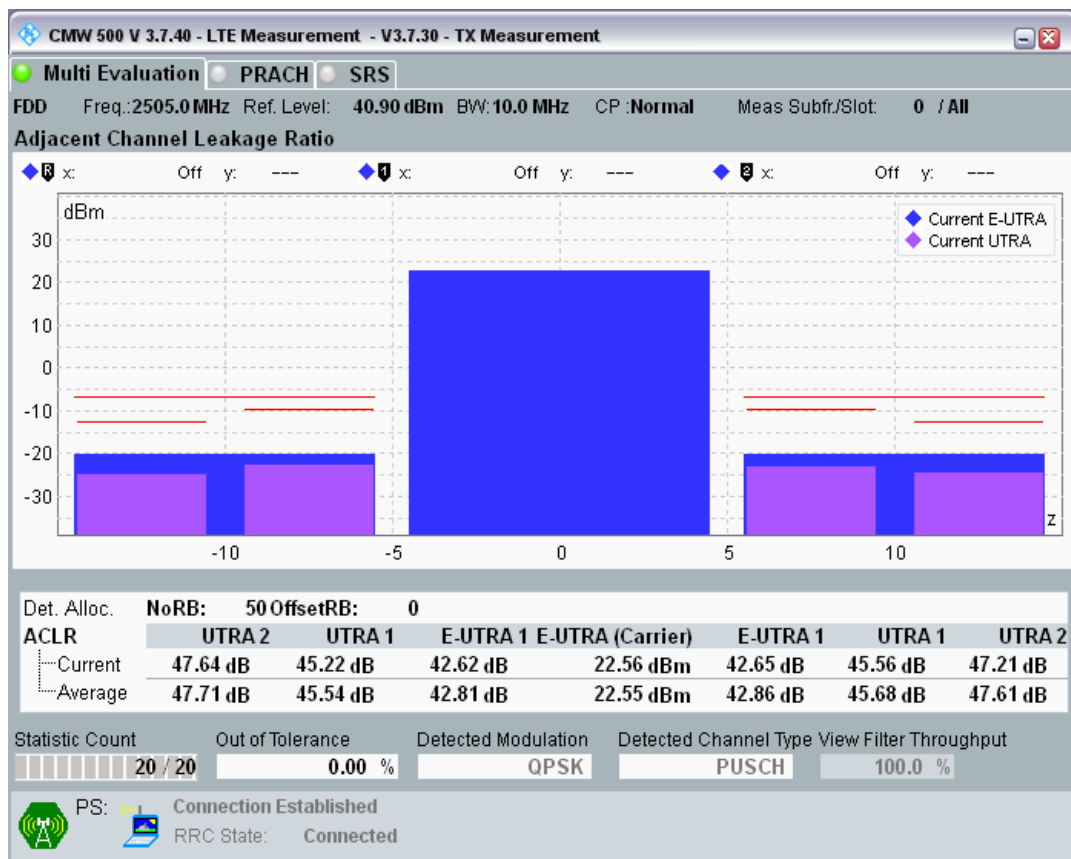 CMW 500 V 3.7.40 - LTE Measurement - V3.7.30 - TX Measurement
Multi Evaluation PRACH SRS
FDD Freq.:2505.0 MHz Ref. Level: 40.90 dBm BW:10.0 MHz CP :Normal Meas Subfr./Slot: 0 / All
Adjacent Channel Leakage Ratio
R x: Off y: --- 1 x: Off y: --- 2 x: Off y: ---
dBm
Current E-UTRA
Current UTRA
30
20
10
0
-10
-20
-30
z
-10 -5 0 5 10
Det. Alloc. NoRB: 50 OffsetRB: 0
ACLR UTRA 2 UTRA 1 E-UTRA 1 E-UTRA (Carrier) E-UTRA 1 UTRA 1 UTRA 2
Current 47.64 dB 45.22 dB 42.62 dB 22.56 dBm 42.65 dB 45.56 dB 47.21 dB
Average 47.71 dB 45.54 dB 42.81 dB 22.55 dBm 42.86 dB 45.68 dB 47.61 dB
Statistic Count Out of Tolerance Detected Modulation Detected Channel Type View Filter Throughput
20 / 20 0.00 % QPSK PUSCH 100.0 %
PS: Connection Established
RRC State: Connected